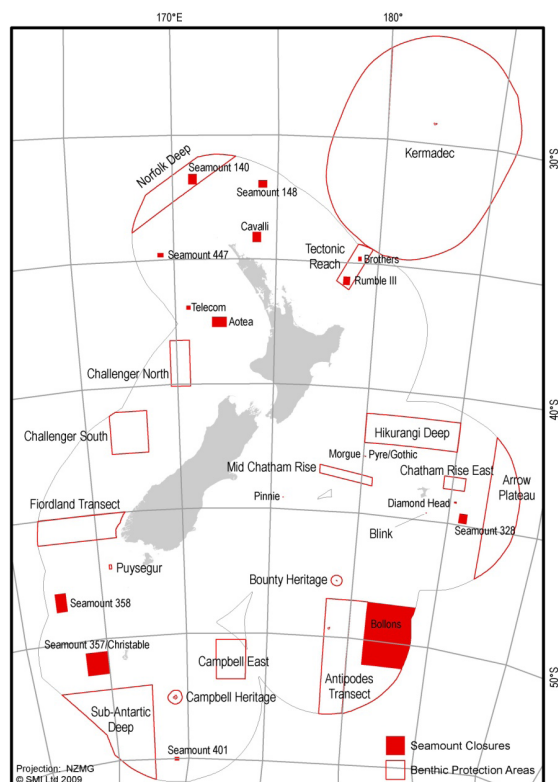 170°E
180°
Kermadec
30°S
Norfolk Deep
Seamount 140
Seamount 148
Cavalli
Tectonic
Reach
Brothers
Seamount 447
Rumble III
Telecom
Aotea
Challenger North
40°S
Challenger South
Hikurangi Deep
Morgue - Pyre/Gothic
Mid Chatham Rise
Chatham Rise East
Arrow
Plateau
Pinnie
Diamond Head
Fiordland Transect
Blink
Seamount 328
Puysegur
Bounty Heritage
Seamount 358
Bollons
Seamount 357/Christable
Campbell East
Antipodes
Transect
50°S
Campbell Heritage
Sub-Antartic
Deep
Seamount 401
Seamount Closures
Benthic Protection Areas
Projection: NZMG
© SMI Ltd 2009